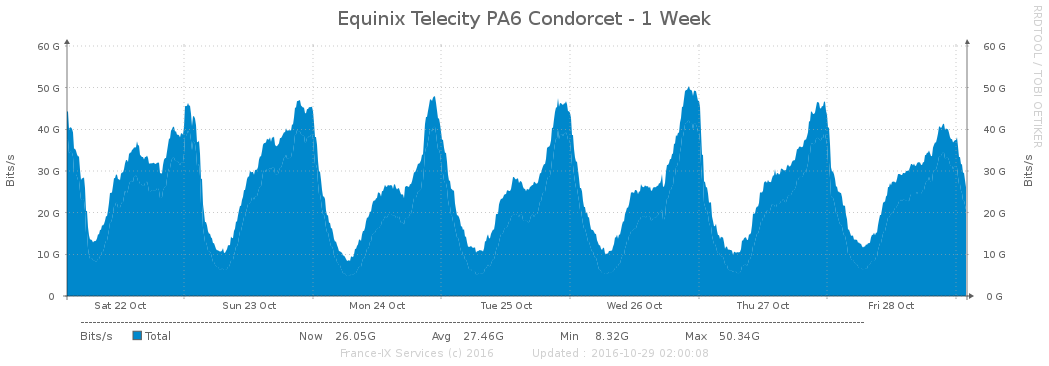 Equinix Telecity PA6 Condorcet - 1 Week
RRDTOOL / TOBI OETIKER
60 G 60 G
50 G 50 G
40 G 40 G
30 G 30 G
20 G 20 G
10 G 10 G
0 0 G
Bits/s
Bits/s
Sat 22 Oct Sun 23 Oct Mon 24 Oct Tue 25 Oct Wed 26 Oct Thu 27 Oct Fri 28 Oct
Bits/s Total Now 26.05G Avg 27.46G Min 8.32G Max 50.34G
France-IX Services (c) 2016 Updated : 2016-10-29 02:00:08